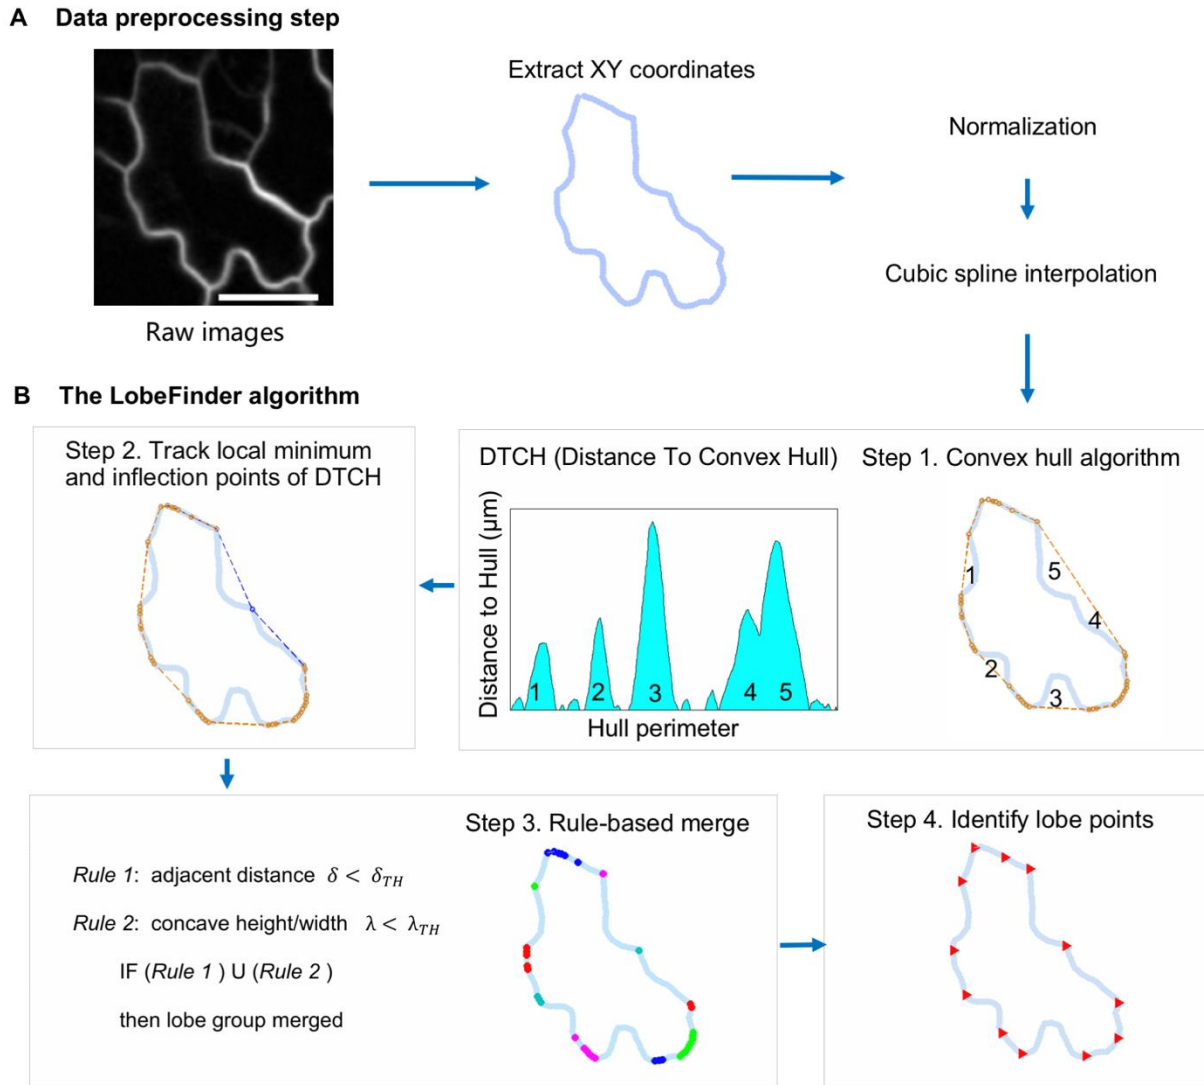 A Data preprocessing step
Extract XY coordinates
Normalization
Cubic spline interpolation
Raw images
B The LobeFinder algorithm
Step 2. Track local minimum
and inflection points of DTCH
DTCH (Distance To Convex Hull)
Distance to Hull (μm)
1 2 3 4 5
Hull perimeter
Step 1. Convex hull algorithm
1
5
4
2
3
Step 3. Rule-based merge
Rule 1: adjacent distance δ < δTH
Rule 2: concave height/width λ < λTH
IF (Rule 1 ) U (Rule 2 )
then lobe group merged
Step 4. Identify lobe points